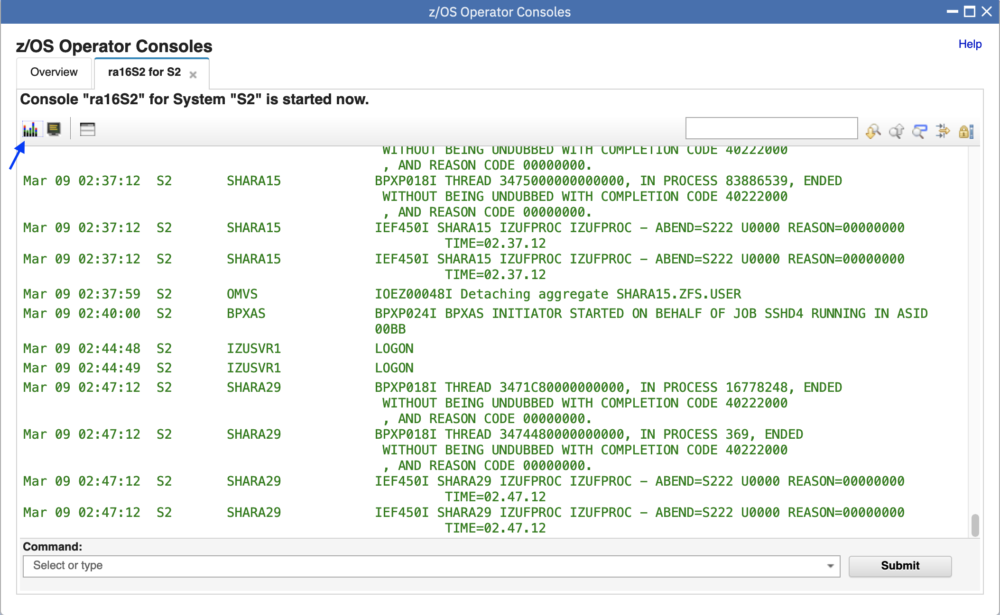 z/OS Operator Consoles
z/OS Operator Consoles
Help
Overview
ra16S2 for S2
Console "ra16S2" for System "S2" is started now.
WITHOUT BEING UNDUBBED WITH COMPLETION CODE 40222000
, AND REASON CODE 00000000.
Mar 09 02:37:12 S2 SHARA15 BPXP018I THREAD 3475000000000000, IN PROCESS 83886539, ENDED
WITHOUT BEING UNDUBBED WITH COMPLETION CODE 40222000
, AND REASON CODE 00000000.
Mar 09 02:37:12 S2 SHARA15 IEF450I SHARA15 IZUFPROC IZUFPROC – ABEND=S222 U0000 REASON=00000000
TIME=02.37.12
Mar 09 02:37:12 S2 SHARA15 IEF450I SHARA15 IZUFPROC IZUFPROC – ABEND=S222 U0000 REASON=00000000
TIME=02.37.12
Mar 09 02:37:59 S2 OMVS IOEZ00048I Detaching aggregate SHARA15.ZFS.USER
Mar 09 02:40:00 S2 BPXAS BPXP024I BPXAS INITIATOR STARTED ON BEHALF OF JOB SSHD4 RUNNING IN ASID
00BB
Mar 09 02:44:48 S2 IZUSVR1 LOGON
Mar 09 02:44:49 S2 IZUSVR1 LOGON
Mar 09 02:47:12 S2 SHARA29 BPXP018I THREAD 3471C80000000000, IN PROCESS 16778248, ENDED
WITHOUT BEING UNDUBBED WITH COMPLETION CODE 40222000
, AND REASON CODE 00000000.
Mar 09 02:47:12 S2 SHARA29 BPXP018I THREAD 3474480000000000, IN PROCESS 369, ENDED
WITHOUT BEING UNDUBBED WITH COMPLETION CODE 40222000
, AND REASON CODE 00000000.
Mar 09 02:47:12 S2 SHARA29 IEF450I SHARA29 IZUFPROC IZUFPROC – ABEND=S222 U0000 REASON=00000000
TIME=02.47.12
Mar 09 02:47:12 S2 SHARA29 IEF450I SHARA29 IZUFPROC IZUFPROC – ABEND=S222 U0000 REASON=00000000
TIME=02.47.12
Command:
Select or type
Submit